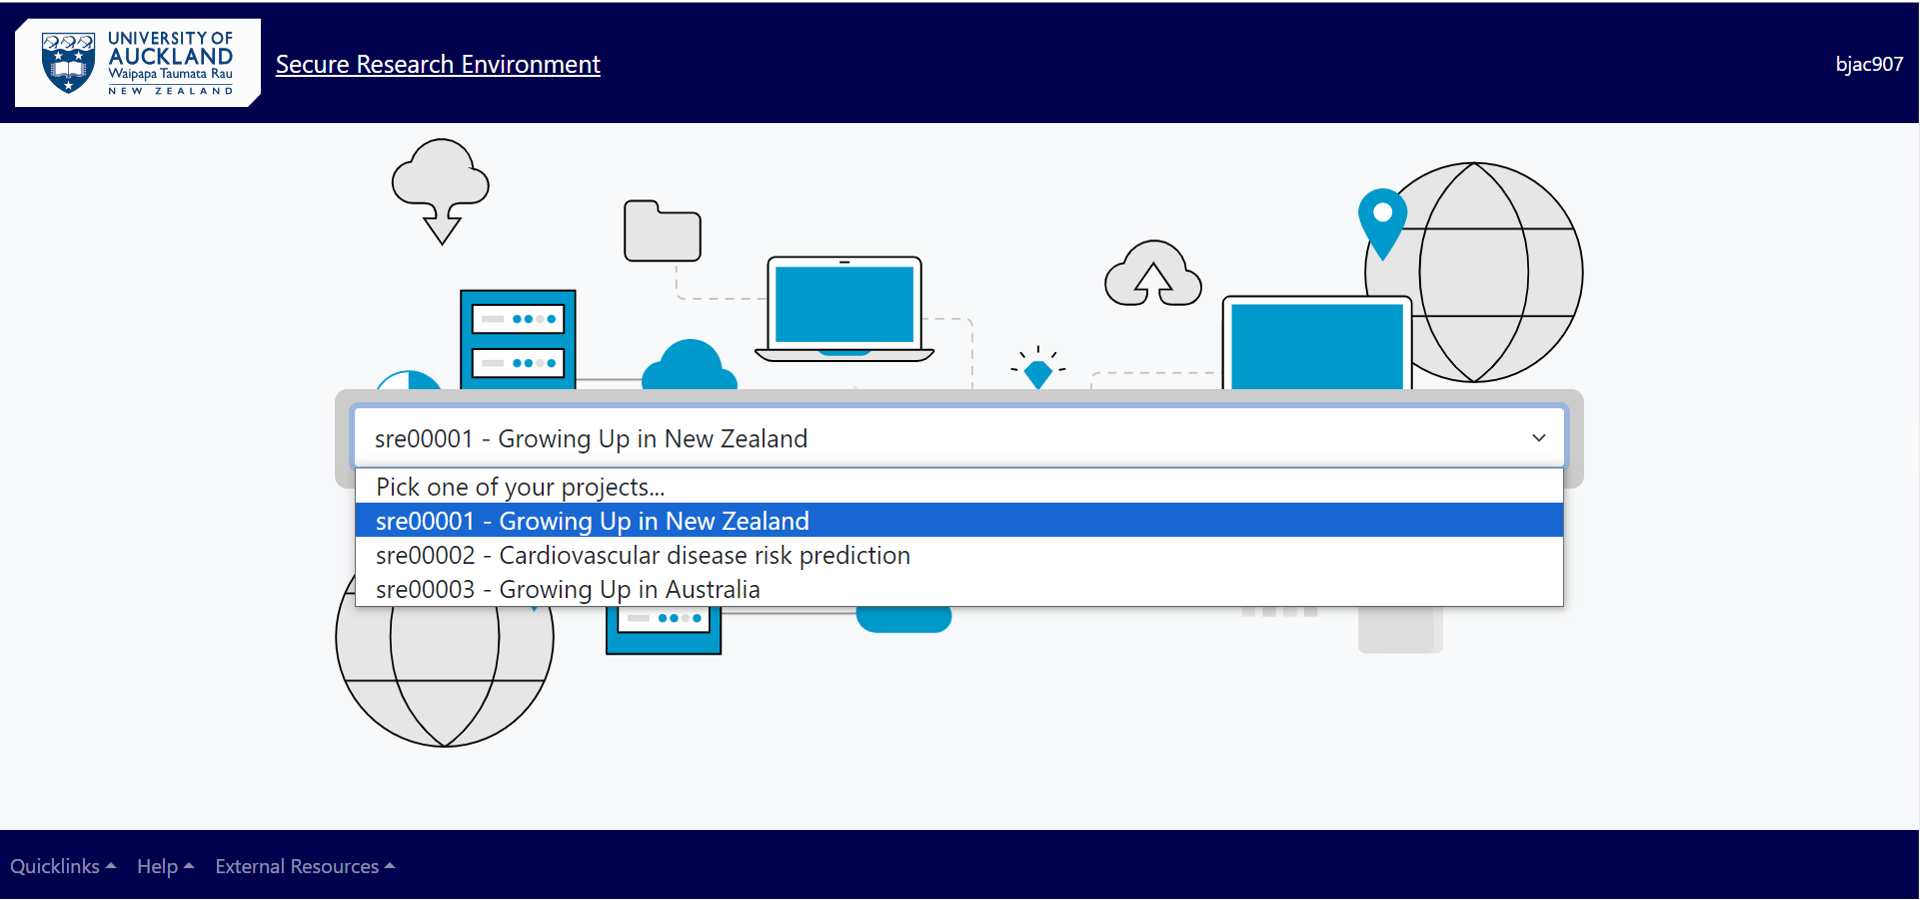 UNIVERSITY OF
AUCKLAND
Waipapa Taumata Rau
NEW ZEALAND
Secure Research Environment
bjac907
sre00001 - Growing Up in New Zealand
Pick one of your projects...
sre00001 - Growing Up in New Zealand
sre00002 - Cardiovascular disease risk prediction
sre00003 - Growing Up in Australia
Quicklinks
Help
External Resources